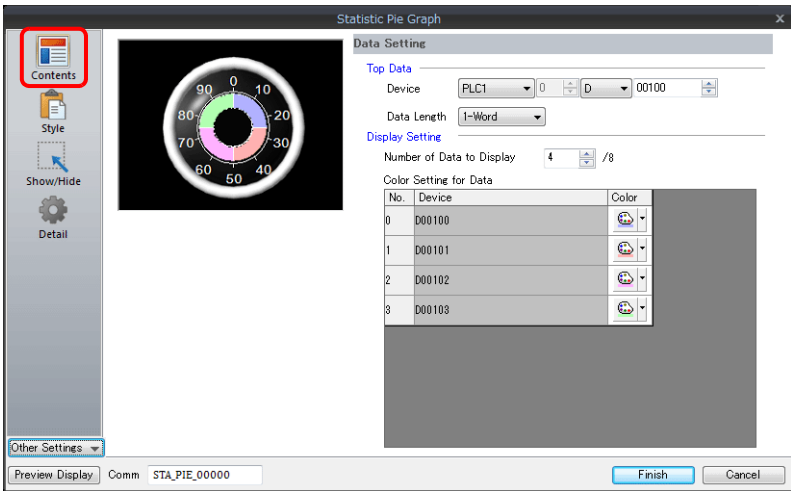 Statistic Pie Graph
x
Contents
Style
Show/Hide
Detail
Other Settings
0
10
20
30
40
50
60
70
80
90
Data Setting
Top Data
Device PLC1 0 D 00100
Data Length 1-Word
Display Setting
Number of Data to Display 4 /8
Color Setting for Data
No. Device Color
0 D00100
1 D00101
2 D00102
3 D00103
Preview Display Comm STA_PIE_00000 Finish Cancel